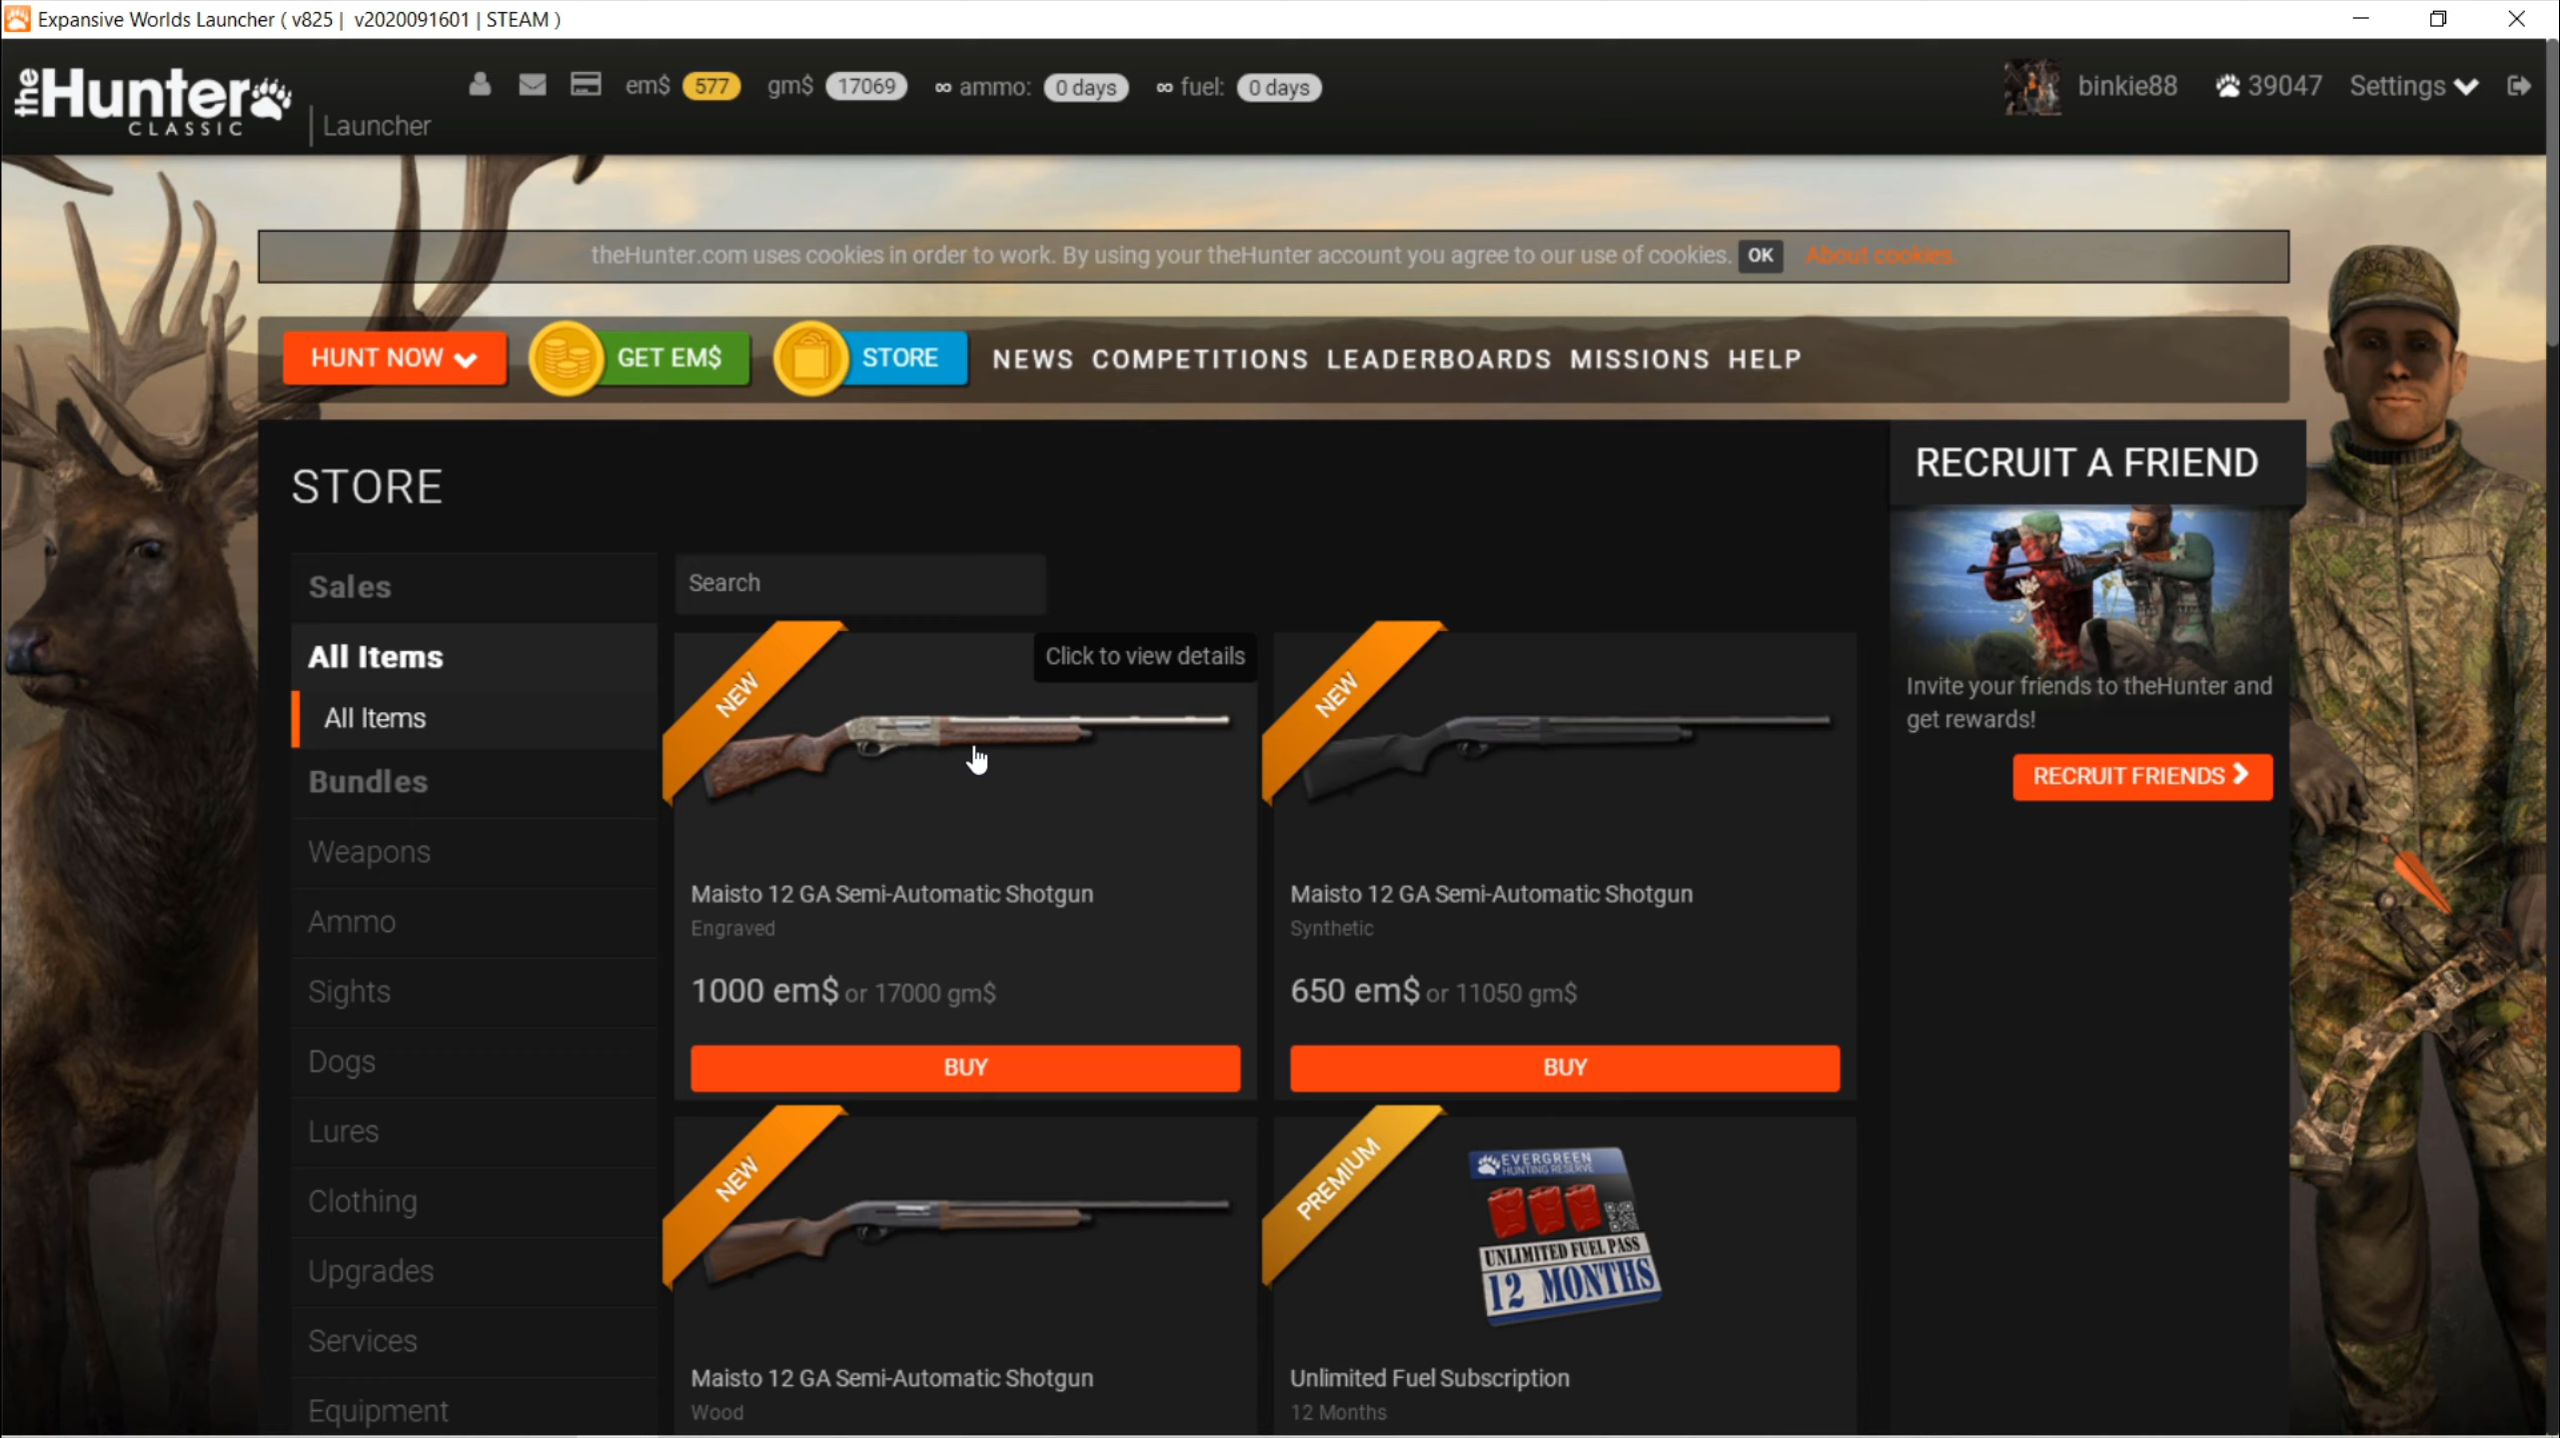 Expansive Worlds Launcher ( v825 | v2020091601 | STEAM )
theHunter CLASSIC Launcher em$ 577 gm$ 17069 ∞ ammo: 0 days ∞ fuel: 0 days binkie88 39047 Settings
theHunter.com uses cookies in order to work. By using your theHunter account you agree to our use of cookies. OK About cookies.
HUNT NOW GET EM$ STORE NEWS COMPETITIONS LEADERBOARDS MISSIONS HELP
STORE
Sales
All Items
All Items
Bundles
Weapons
Ammo
Sights
Dogs
Lures
Clothing
Upgrades
Services
Equipment
Search
NEW
Click to view details
Maisto 12 GA Semi-Automatic Shotgun
Engraved
1000 em$ or 17000 gm$
BUY
NEW
Maisto 12 GA Semi-Automatic Shotgun
Synthetic
650 em$ or 11050 gm$
BUY
NEW
Maisto 12 GA Semi-Automatic Shotgun
Wood
PREMIUM
EVERGREEN
HUNTING RESERVE
UNLIMITED FUEL PASS
12 MONTHS
Unlimited Fuel Subscription
12 Months
RECRUIT A FRIEND
Invite your friends to theHunter and
get rewards!
RECRUIT FRIENDS